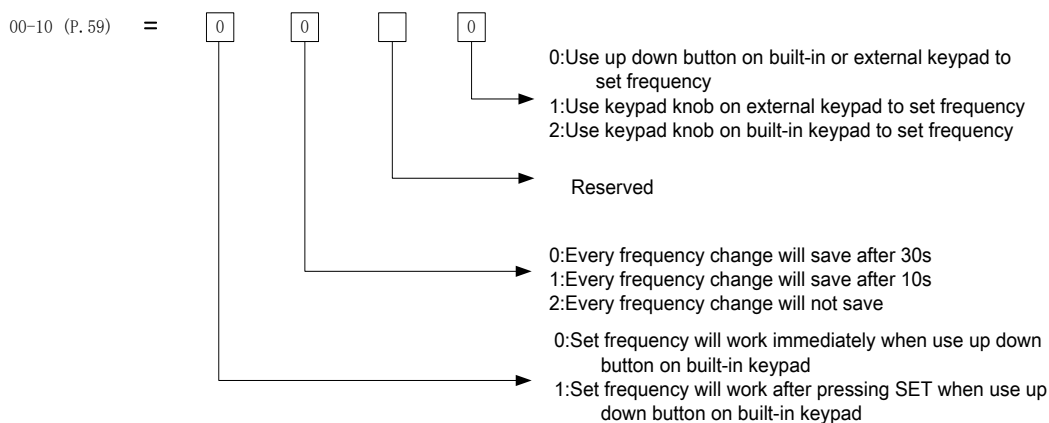 00-10 (P.59) = 0 0 0
0:Use up down button on built-in or external keypad to
set frequency
1:Use keypad knob on external keypad to set frequency
2:Use keypad knob on built-in keypad to set frequency
Reserved
0:Every frequency change will save after 30s
1:Every frequency change will save after 10s
2:Every frequency change will not save
0:Set frequency will work immediately when use up down
button on built-in keypad
1:Set frequency will work after pressing SET when use up
down button on built-in keypad